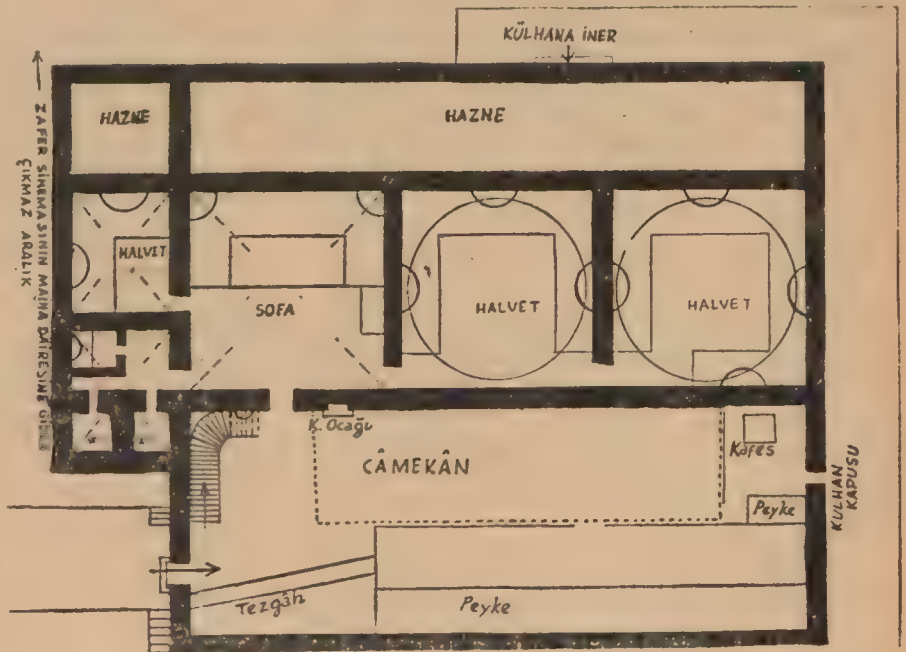 KÜLHANA İNER
HAZNE
HAZNE
ZAFER SİNEMASININ MAİNA DAİRESİNE GİDER
ÇIKMAZ ARALIK
HALVET
SOFA
HALVET
HALVET
K. Ocağı
CÂMEKÂN
Kafes
KULHAN
KAPUSU
Peyke
Tezgâh
Peyke